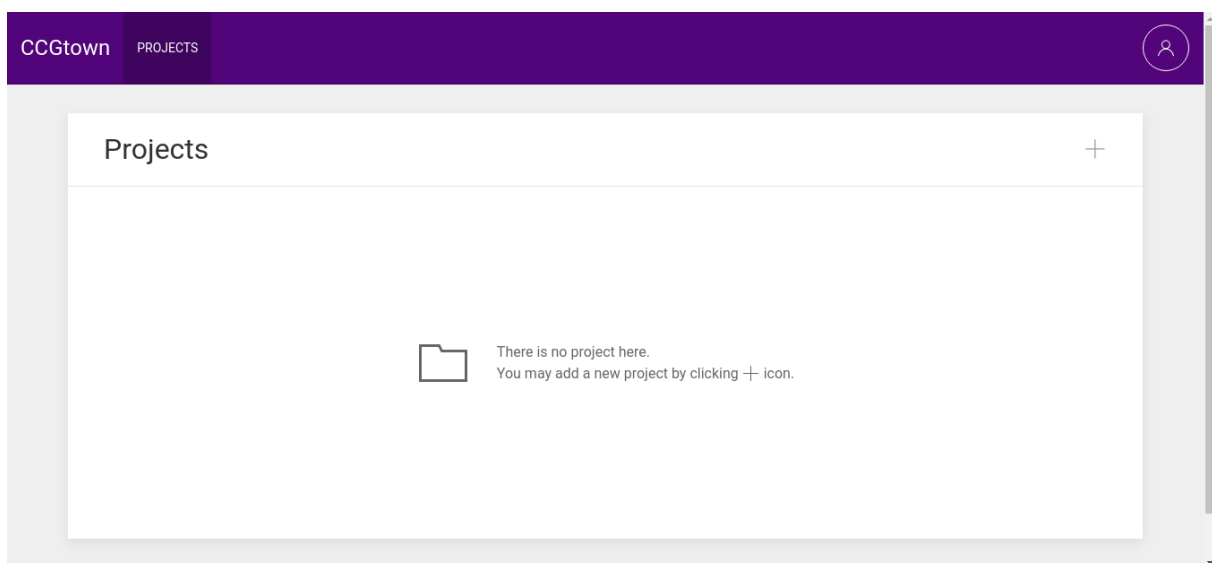 CCGtown PROJECTS
Projects
There is no project here.
You may add a new project by clicking + icon.